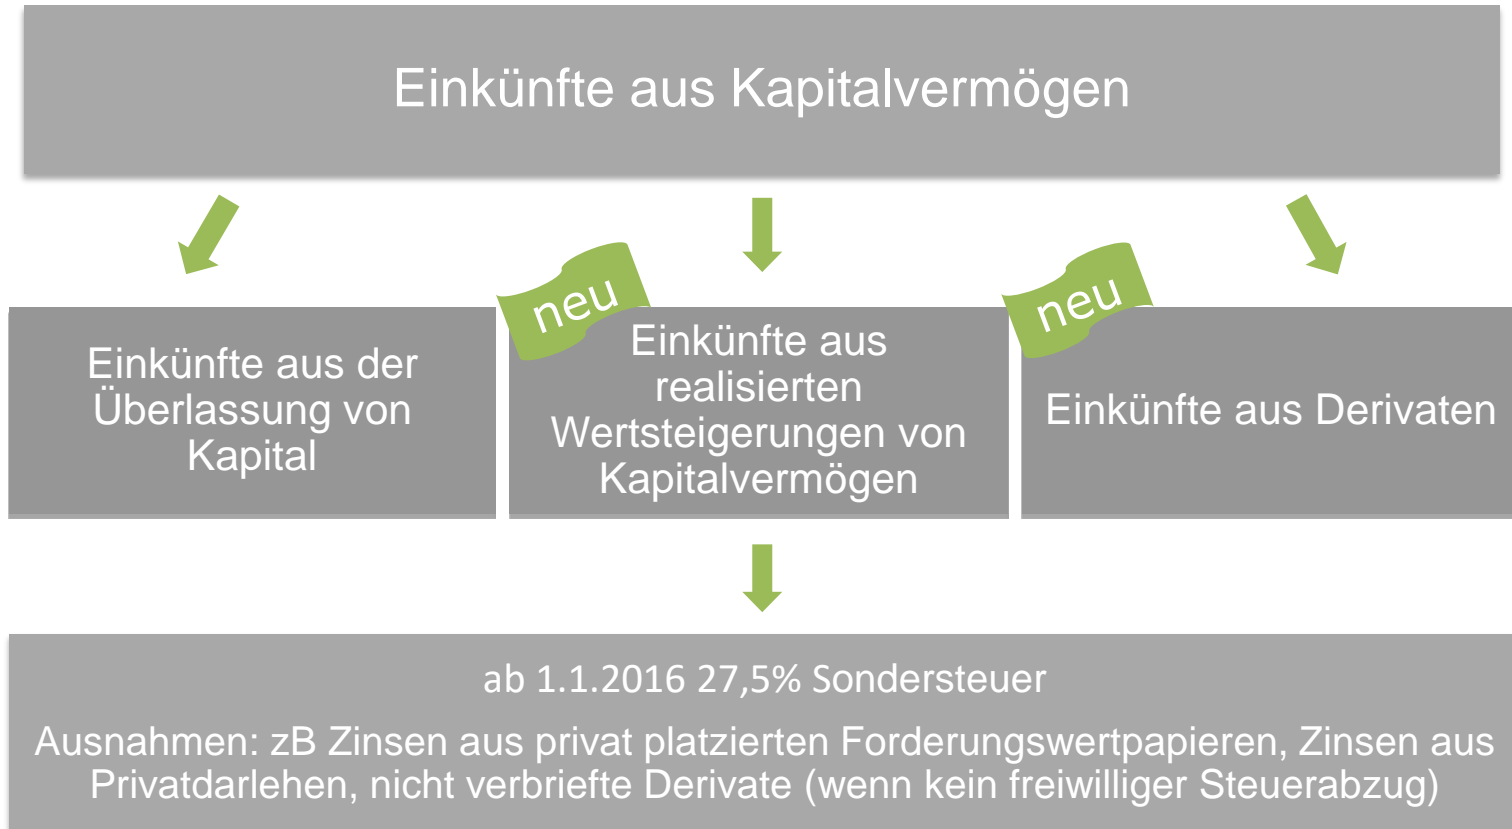 Einkünfte aus Kapitalvermögen
Einkünfte aus der
Überlassung von
Kapital
neu
Einkünfte aus
realisierten
Wertsteigerungen von
Kapitalvermögen
neu
Einkünfte aus Derivaten
ab 1.1.2016 27,5% Sondersteuer
Ausnahmen: zB Zinsen aus privat platzierten Forderungswertpapieren, Zinsen aus
Privatdarlehen, nicht verbriefte Derivate (wenn kein freiwilliger Steuerabzug)